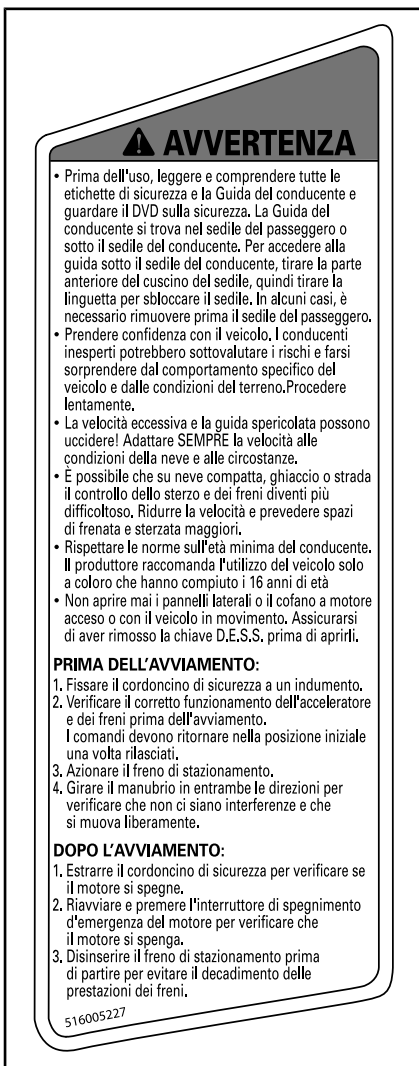 AVVERTENZA
• Prima dell'uso, leggere e comprendere tutte le
etichette di sicurezza e la Guida del conducente e
guardare il DVD sulla sicurezza. La Guida del
conducente si trova nel sedile del passeggero o
sotto il sedile del conducente. Per accedere alla
guida sotto il sedile del conducente, tirare la parte
anteriore del cuscino del sedile, quindi tirare la
linguetta per sbloccare il sedile. In alcuni casi, è
necessario rimuovere prima il sedile del passeggero.
• Prendere confidenza con il veicolo. I conducenti
inesperti potrebbero sottovalutare i rischi e farsi
sorprendere dal comportamento specifico del
veicolo e dalle condizioni del terreno.Procedere
lentamente.
• La velocità eccessiva e la guida spericolata possono
uccidere! Adattare SEMPRE la velocità alle
condizioni della neve e alle circostanze.
• È possibile che su neve compatta, ghiaccio o strada
il controllo dello sterzo e dei freni diventi più
difficoltoso. Ridurre la velocità e prevedere spazi
di frenata e sterzata maggiori.
• Rispettare le norme sull'età minima del conducente.
Il produttore raccomanda l'utilizzo del veicolo solo
a coloro che hanno compiuto i 16 anni di età
• Non aprire mai i pannelli laterali o il cofano a motore
acceso o con il veicolo in movimento. Assicurarsi
di aver rimosso la chiave D.E.S.S. prima di aprirli.
PRIMA DELL'AVVIAMENTO:
1. Fissare il cordoncino di sicurezza a un indumento.
2. Verificare il corretto funzionamento dell'acceleratore
e dei freni prima dell'avviamento.
I comandi devono ritornare nella posizione iniziale
una volta rilasciati.
3. Azionare il freno di stazionamento.
4. Girare il manubrio in entrambe le direzioni per
verificare che non ci siano interferenze e che
si muova liberamente.
DOPO L'AVVIAMENTO:
1. Estrarre il cordoncino di sicurezza per verificare se
il motore si spegne.
2. Riavviare e premere l'interruttore di spegnimento
d'emergenza del motore per verificare che
il motore si spenga.
3. Disinserire il freno di stazionamento prima
di partire per evitare il decadimento delle
prestazioni dei freni.
516005227